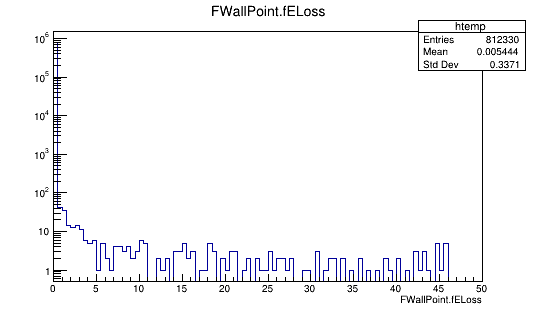 FWallPoint.fELoss
htemp
Entries 812330
Mean 0.005444
Std Dev 0.3371
10^6
10^5
10^4
10^3
10^2
10
1
0 5 10 15 20 25 30 35 40 45 50
FWallPoint.fELoss